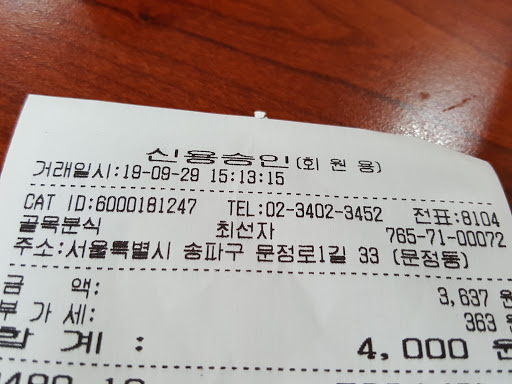 신용승인(회원용)
거래일시:19-09-29 15:13:15
CAT ID:6000181247 TEL:02-3402-3452 전표:8104
골목분식 최선자 765-71-00072
주소:서울특별시 송파구 문정로1길 33 (문정동)
금 액: 3,637 원
부 가 세: 363 원
합 계 : 4,000 원